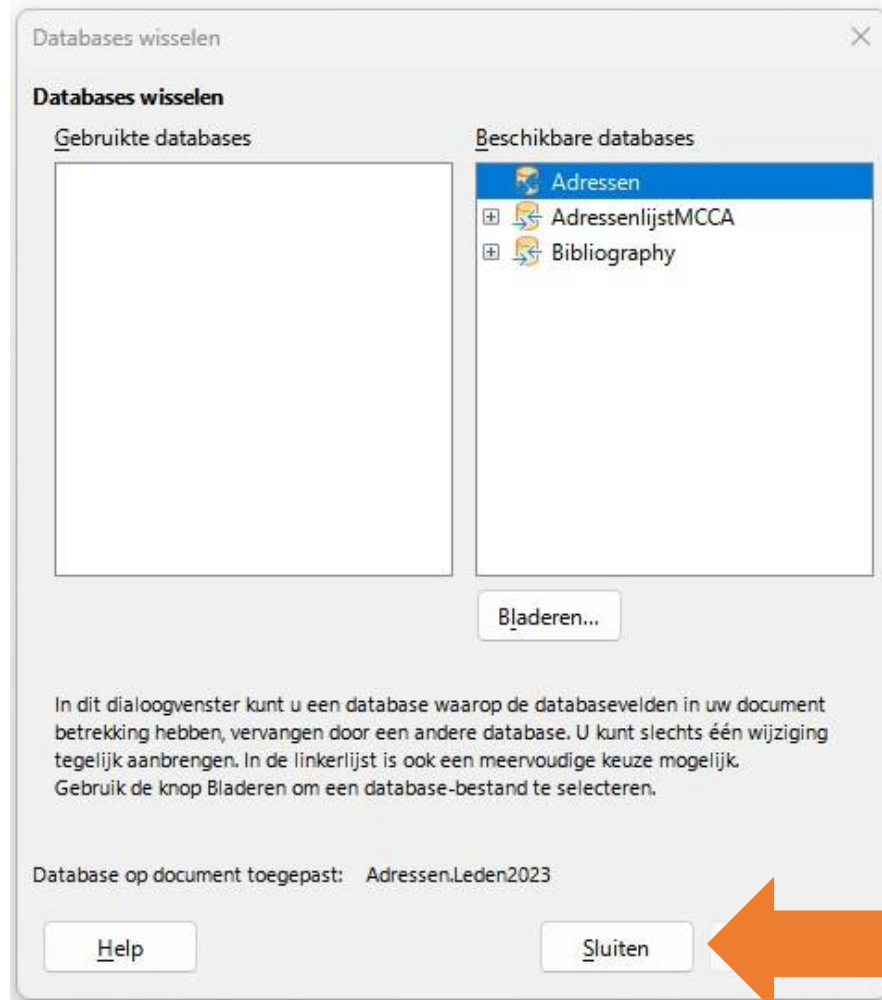 Databases wisselen
Databases wisselen
Gebruikte databases
Beschikbare databases
Adressen
AdressenlijstMCCA
Bibliography
Bladeren...
In dit dialoogvenster kunt u een database waarop de databasevelden in uw document
betrekking hebben, vervangen door een andere database. U kunt slechts één wijziging
tegelijk aanbrengen. In de linkerlijst is ook een meervoudige keuze mogelijk.
Gebruik de knop Bladeren om een database-bestand te selecteren.
Database op document toegepast: Adressen.Leden2023
Help
Sluiten